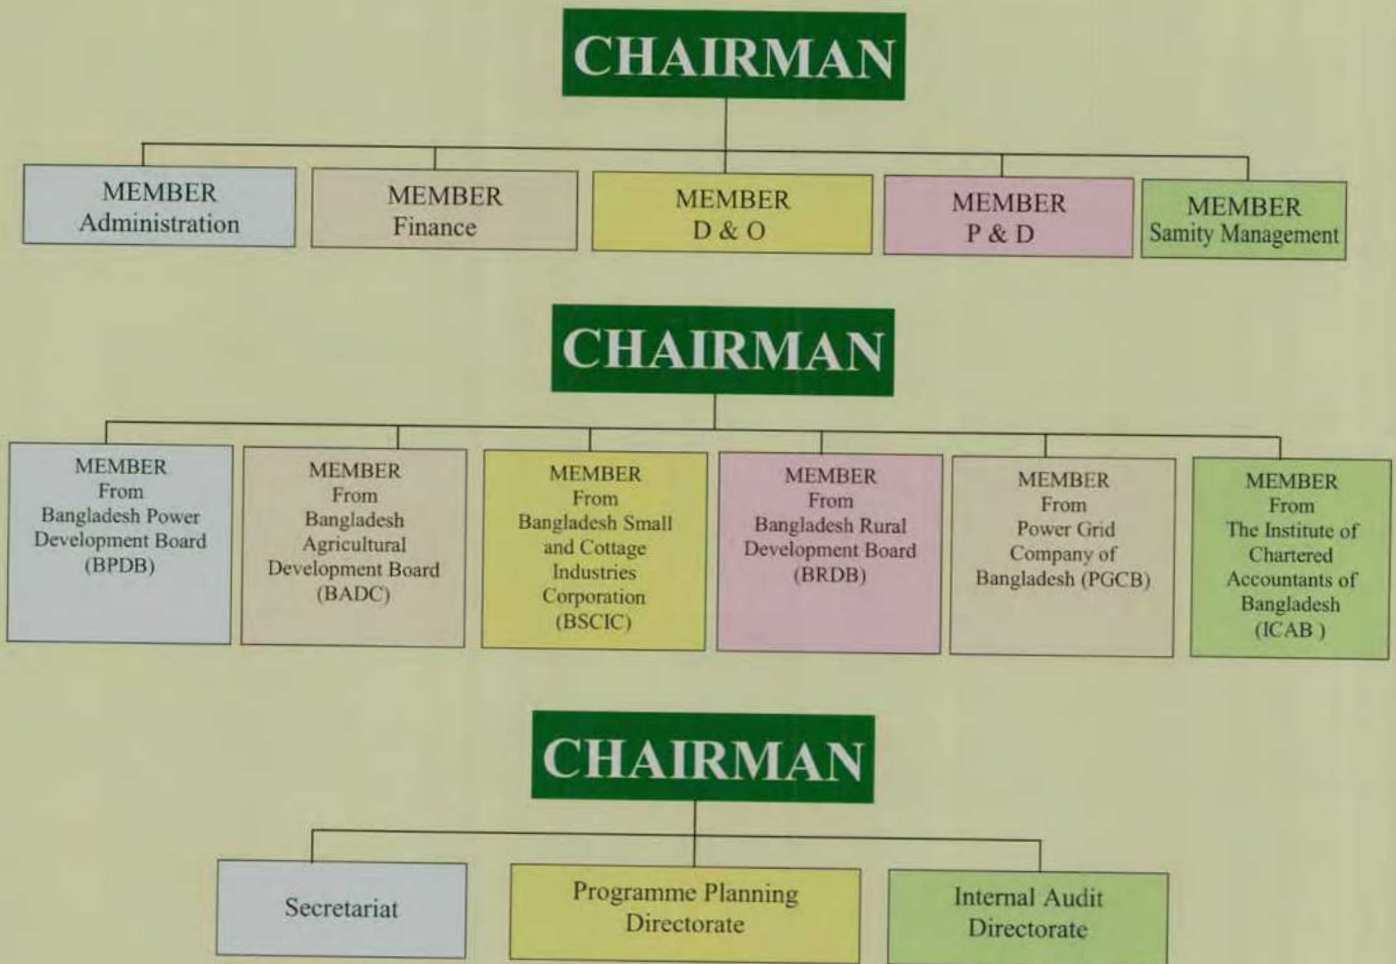 CHAIRMAN
MEMBER
Administration
MEMBER
Finance
MEMBER
D & O
MEMBER
P & D
MEMBER
Samity Management
CHAIRMAN
MEMBER
From
Bangladesh Power
Development Board
(BPDB)
MEMBER
From
Bangladesh
Agricultural
Development Board
(BADC)
MEMBER
From
Bangladesh Small
and Cottage
Industries
Corporation
(BSCIC)
MEMBER
From
Bangladesh Rural
Development Board
(BRDB)
MEMBER
From
Power Grid
Company of
Bangladesh (PGCB)
MEMBER
From
The Institute of
Chartered
Accountants of
Bangladesh
(ICAB )
CHAIRMAN
Secretariat
Programme Planning
Directorate
Internal Audit
Directorate